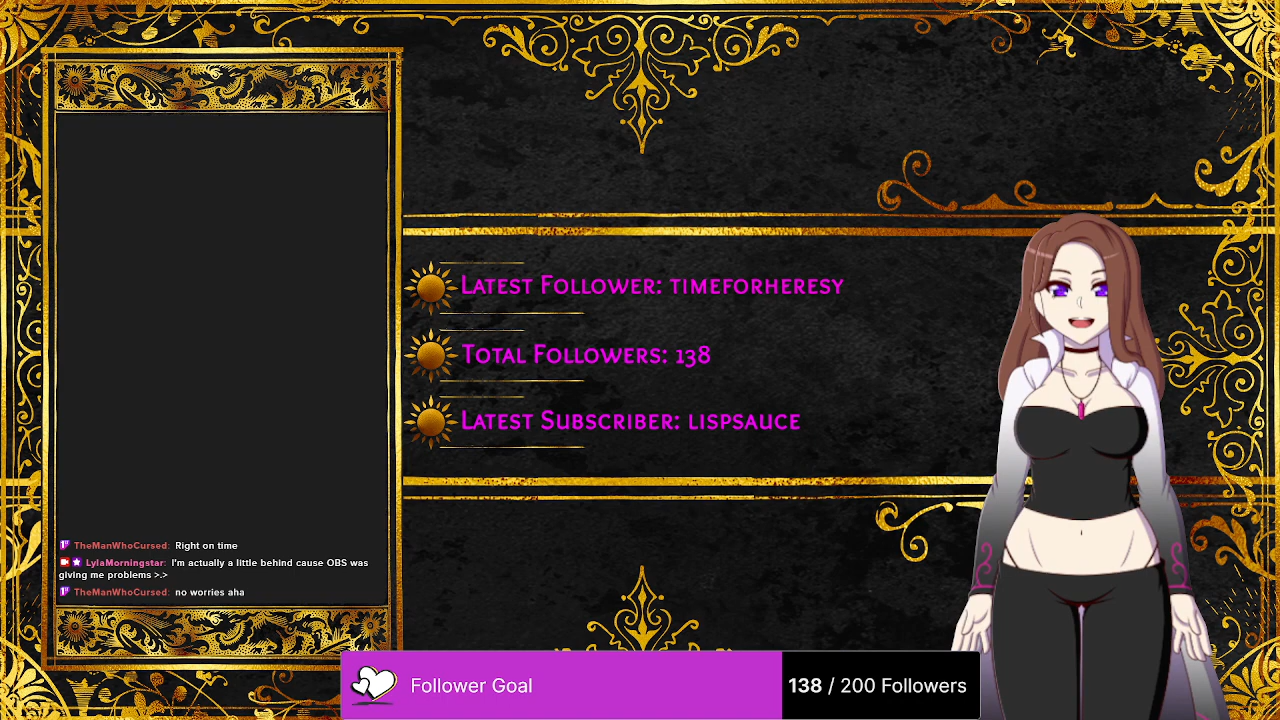 Latest Follower: timeforheresy
Total Followers: 138
Latest Subscriber: lispsauce
TheManWhoCursed: Right on time
LylaMorningstar: I'm actually a little behind cause OBS was
giving me problems >.>
TheManWhoCursed: no worries aha
Follower Goal
138 / 200 Followers